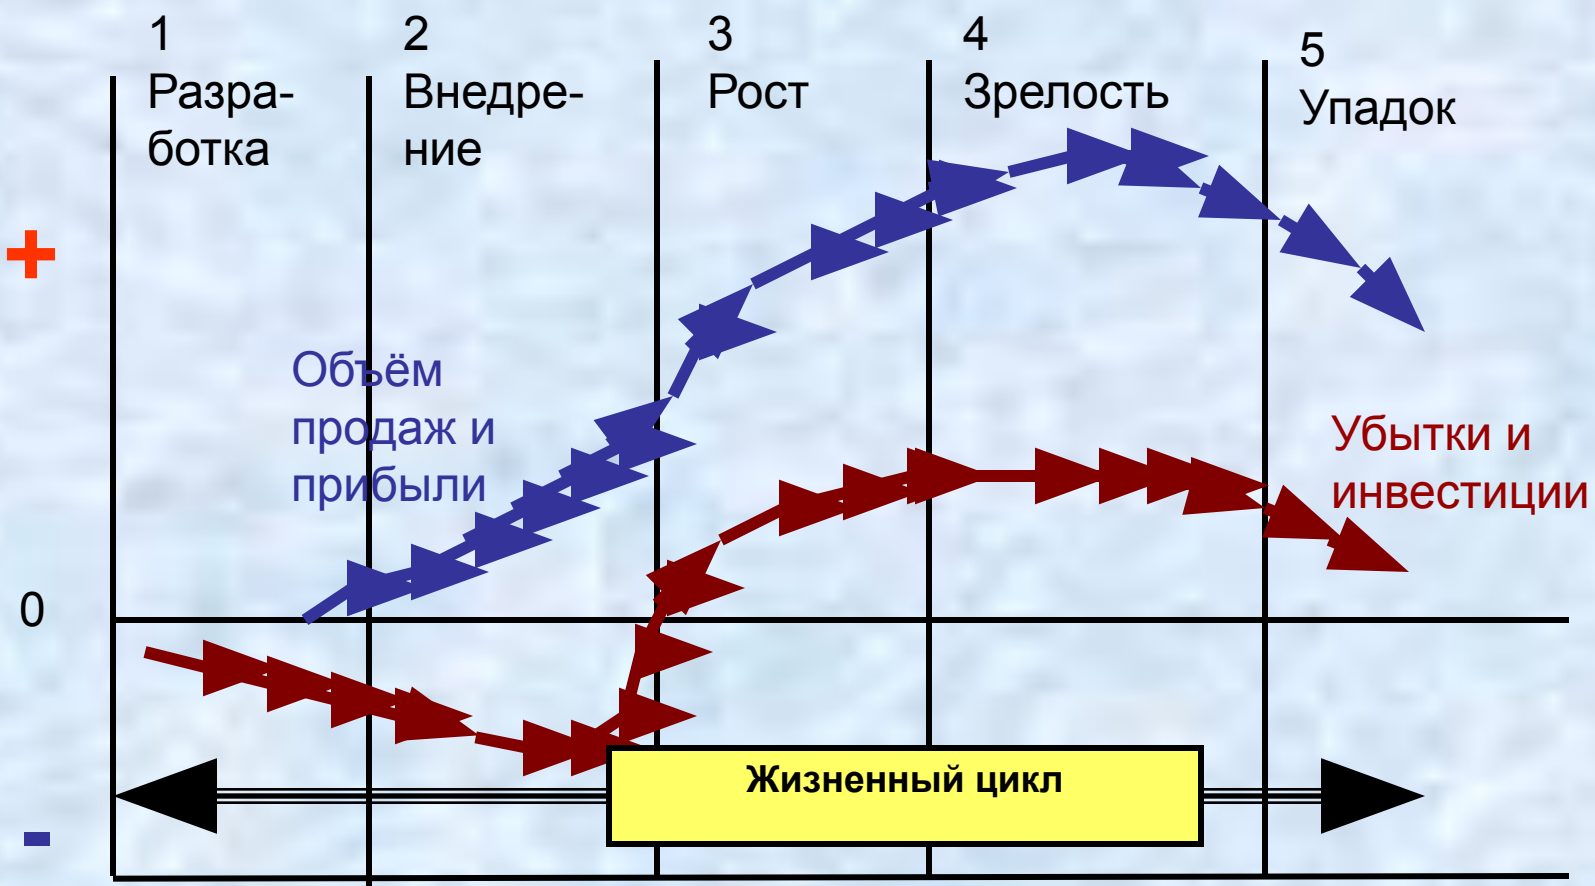 1
Разра-
ботка
2
Внедре-
ние
3
Рост
4
Зрелость
5
Упадок
+
Объём
продаж и
прибыли
Убытки и
инвестиции
0
Жизненный цикл
-